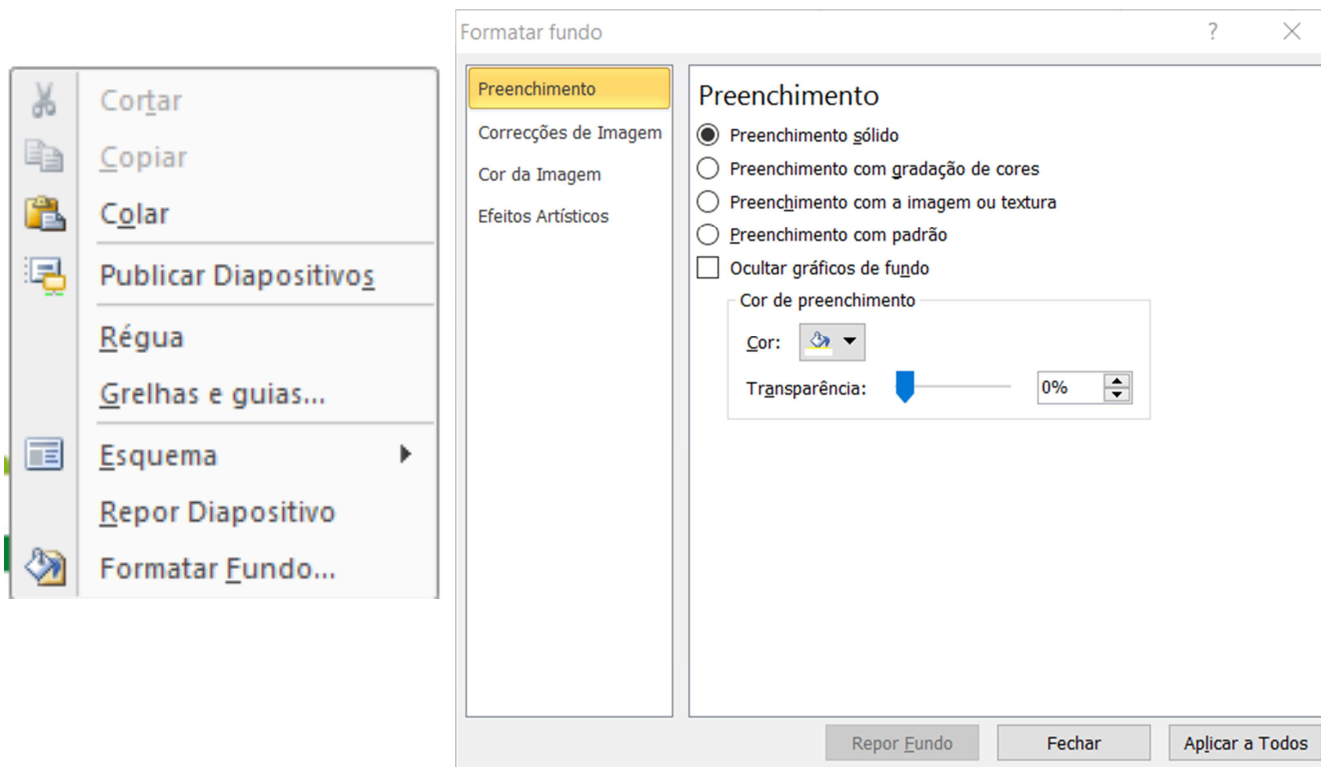 Cortar
Copiar
Colar
Publicar Diapositivos
Régua
Grelhas e guias...
Esquema
Repor Diapositivo
Formatar Fundo...
Formatar fundo
?
Preenchimento
Correcções de Imagem
Cor da Imagem
Efeitos Artísticos
Preenchimento
Preenchimento sólido
Preenchimento com gradação de cores
Preenchimento com a imagem ou textura
Preenchimento com padrão
Ocultar gráficos de fundo
Cor de preenchimento
Cor:
Transparência: 0%
Repor Fundo Fechar Aplicar a Todos